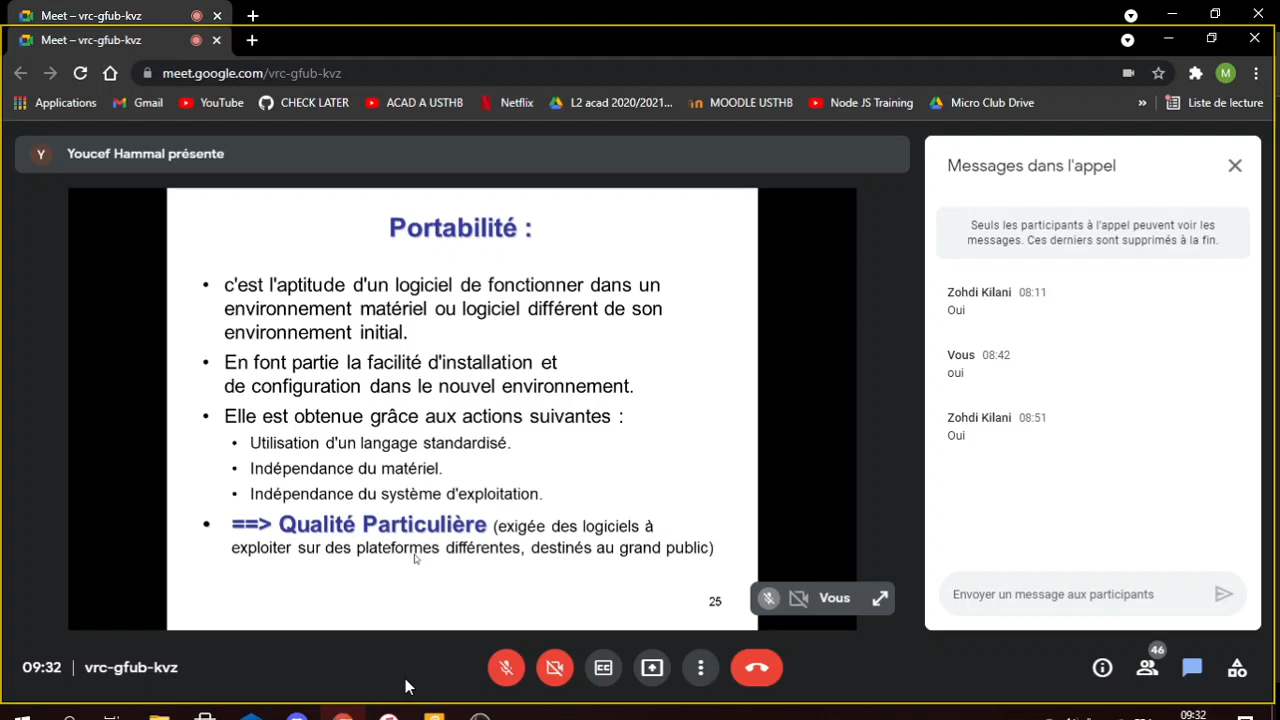 Meet – vrc-gfub-kvz
Meet – vrc-gfub-kvz
meet.google.com/vrc-gfub-kvz
M
Applications
Gmail
YouTube
CHECK LATER
ACAD A USTHB
Netflix
L2 acad 2020/2021...
MOODLE USTHB
Node JS Training
Micro Club Drive
»
Liste de lecture
Y
Youcef Hammal présente
Portabilité :
• c'est l'aptitude d'un logiciel de fonctionner dans un
environnement matériel ou logiciel différent de son
environnement initial.
• En font partie la facilité d'installation et
de configuration dans le nouvel environnement.
• Elle est obtenue grâce aux actions suivantes :
• Utilisation d'un langage standardisé.
• Indépendance du matériel.
• Indépendance du système d'exploitation.
• ==> Qualité Particulière (exigée des logiciels à
exploiter sur des plateformes différentes, destinés au grand public)
25
Vous
Messages dans l'appel
Seuls les participants à l'appel peuvent voir les
messages. Ces derniers sont supprimés à la fin.
Zohdi Kilani 08:11
Oui
Vous 08:42
oui
Zohdi Kilani 08:51
Oui
Envoyer un message aux participants
09:32 | vrc-gfub-kvz
46
09:32